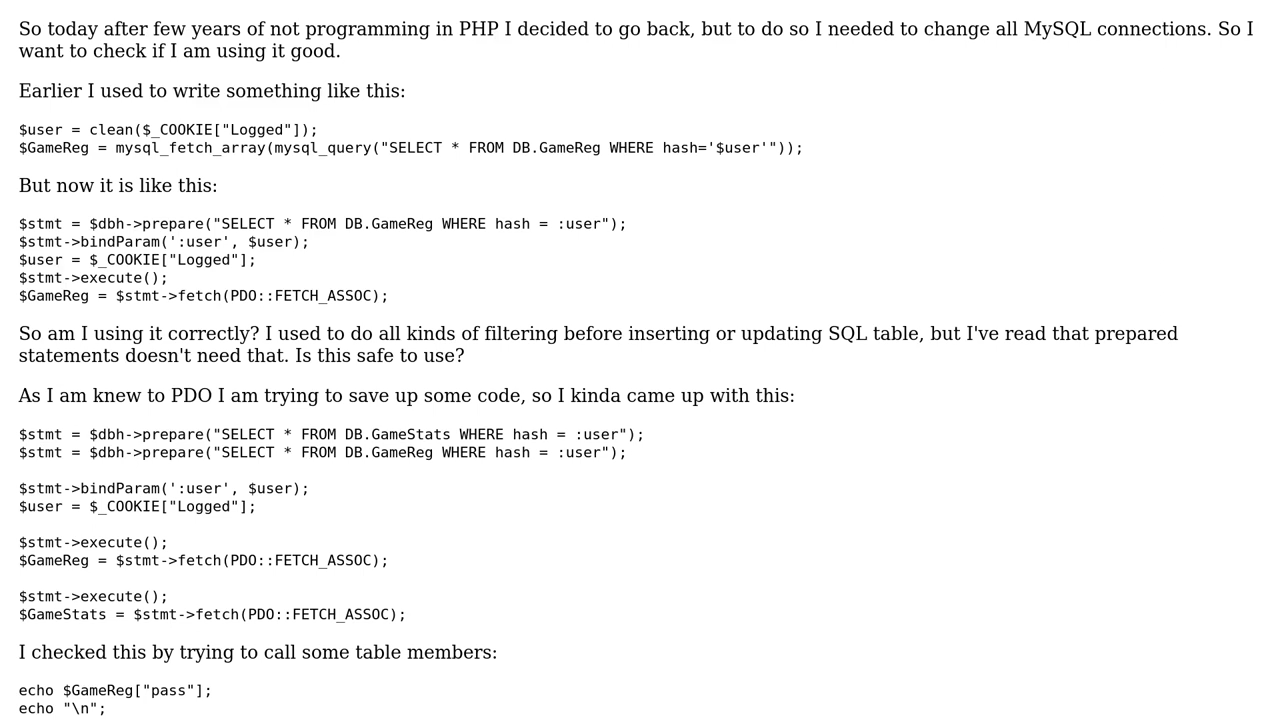 So today after few years of not programming in PHP I decided to go back, but to do so I needed to change all MySQL connections. So I
want to check if I am using it good.
Earlier I used to write something like this:
$user = clean($_COOKIE["Logged"]);
$GameReg = mysql_fetch_array(mysql_query("SELECT * FROM DB.GameReg WHERE hash='$user'"));
But now it is like this:
$stmt = $dbh->prepare("SELECT * FROM DB.GameReg WHERE hash = :user");
$stmt->bindParam(':user', $user);
$user = $_COOKIE["Logged"];
$stmt->execute();
$GameReg = $stmt->fetch(PDO::FETCH_ASSOC);
So am I using it correctly? I used to do all kinds of filtering before inserting or updating SQL table, but I've read that prepared
statements doesn't need that. Is this safe to use?
As I am knew to PDO I am trying to save up some code, so I kinda came up with this:
$stmt = $dbh->prepare("SELECT * FROM DB.GameStats WHERE hash = :user");
$stmt = $dbh->prepare("SELECT * FROM DB.GameReg WHERE hash = :user");
$stmt->bindParam(':user', $user);
$user = $_COOKIE["Logged"];
$stmt->execute();
$GameReg = $stmt->fetch(PDO::FETCH_ASSOC);
$stmt->execute();
$GameStats = $stmt->fetch(PDO::FETCH_ASSOC);
I checked this by trying to call some table members:
echo $GameReg["pass"];
echo "\n";